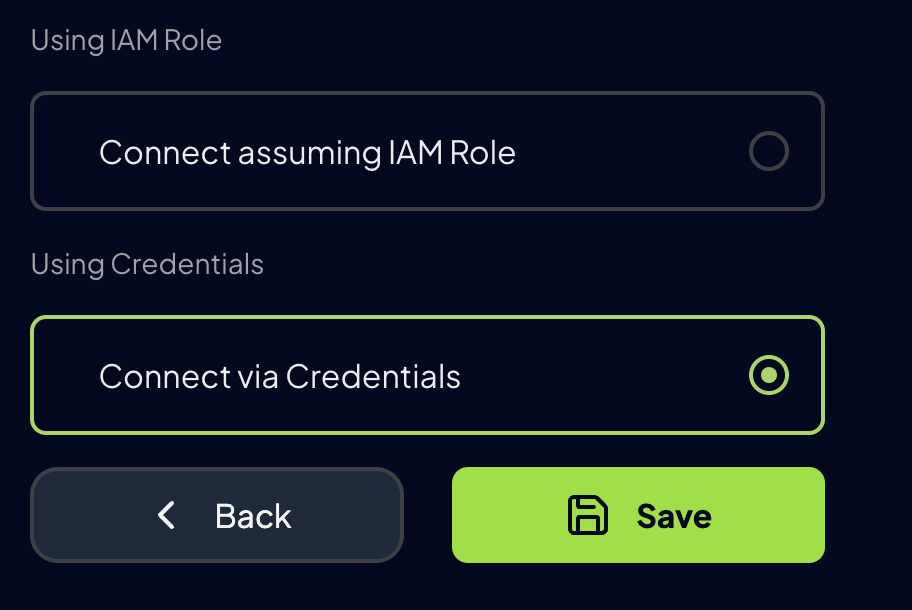 Using IAM Role
Connect assuming IAM Role
Using Credentials
Connect via Credentials
Back
Save